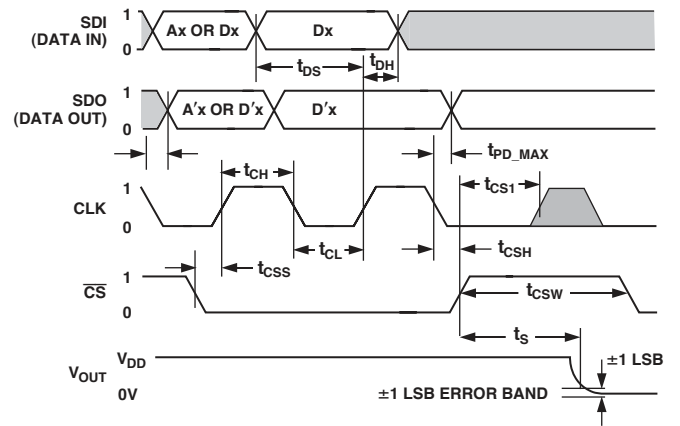 SDI
(DATA IN)
1
0
Ax OR Dx
Dx
tDS
tDH
SDO
(DATA OUT)
1
0
A'x OR D'x
D'x
tPD_MAX
tCH
tCS1
CLK
1
0
tCL
tCSH
tCSS
CS
1
0
tCSW
tS
VOUT
VDD
0V
±1 LSB
±1 LSB ERROR BAND